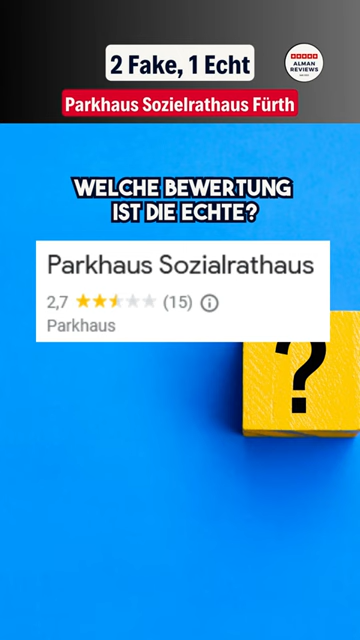 2 Fake, 1 Echt
ALMAN
REVIEWS
Parkhaus Sozielrathaus Fürth
WELCHE BEWERTUNG
IST DIE ECHTE?
Parkhaus Sozialrathaus
2,7 ★★★★★ (15) ⓘ
Parkhaus
?